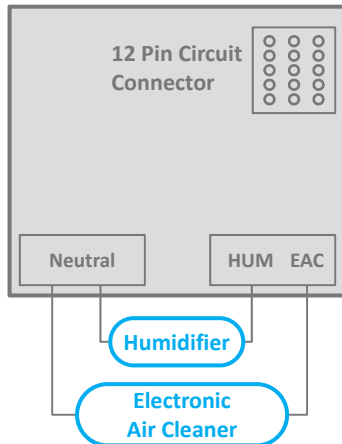 12 Pin Circuit
Connector
Neutral
HUM EAC
Humidifier
Electronic
Air Cleaner